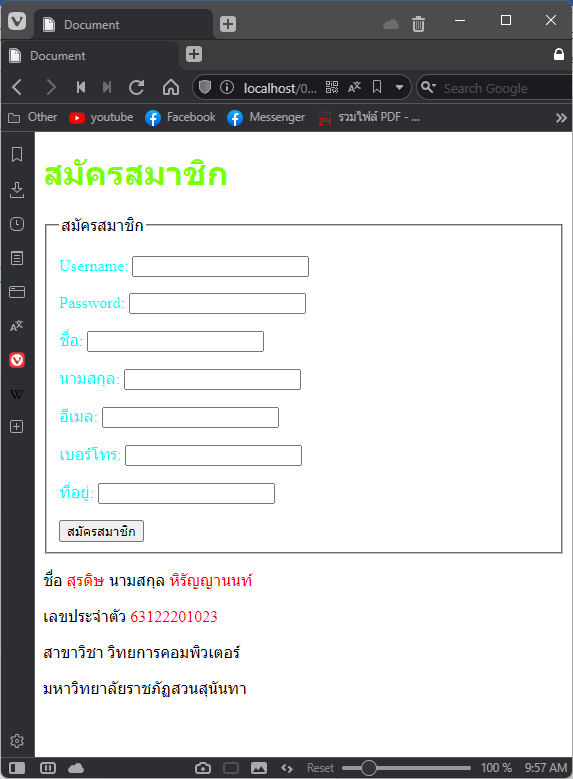 Document
Document
localhost/0...
Search Google
Other
youtube
Facebook
Messenger
24
รวมไฟล์ PDF - ...
สมัครสมาชิก
สมัครสมาชิก
Username:
Password:
ชื่อ:
นามสกุล:
อีเมล:
เบอร์โทร:
ที่อยู่:
สมัครสมาชิก
ชื่อ สุรดิษ นามสกุล หิรัญญานนท์
เลขประจำตัว 63122201023
สาขาวิชา วิทยการคอมพิวเตอร์
มหาวิทยาลัยราชภัฏสวนสุนันทา
W
Reset
100 %
9:57 AM